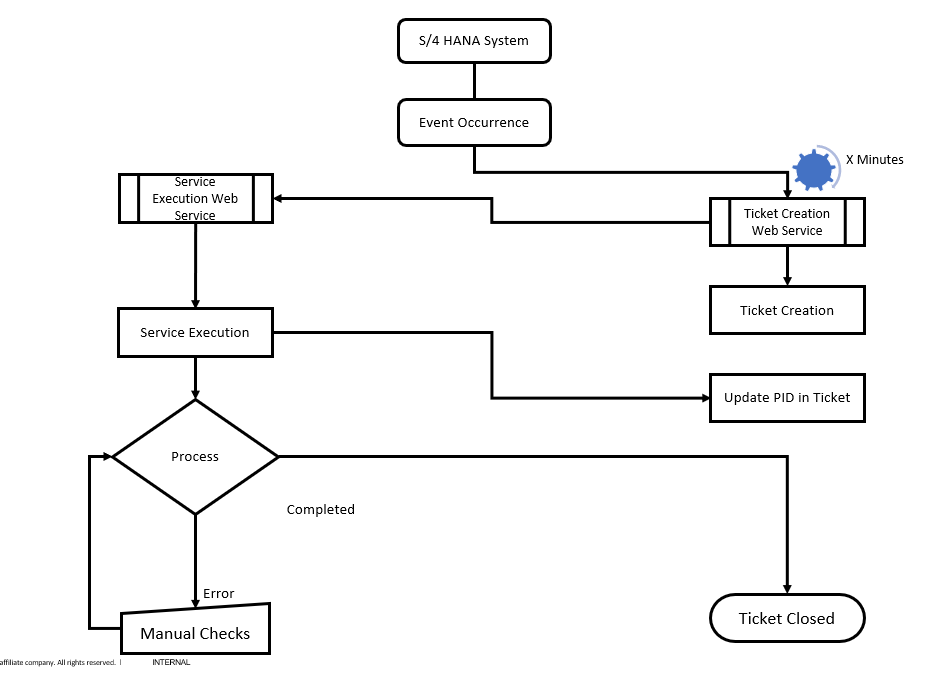 S/4 HANA System
Event Occurrence
X Minutes
Service
Execution Web
Service
Ticket Creation
Web Service
Ticket Creation
Service Execution
Update PID in Ticket
Process
Completed
Error
Manual Checks
Ticket Closed
affiliate company. All rights reserved. | INTERNAL